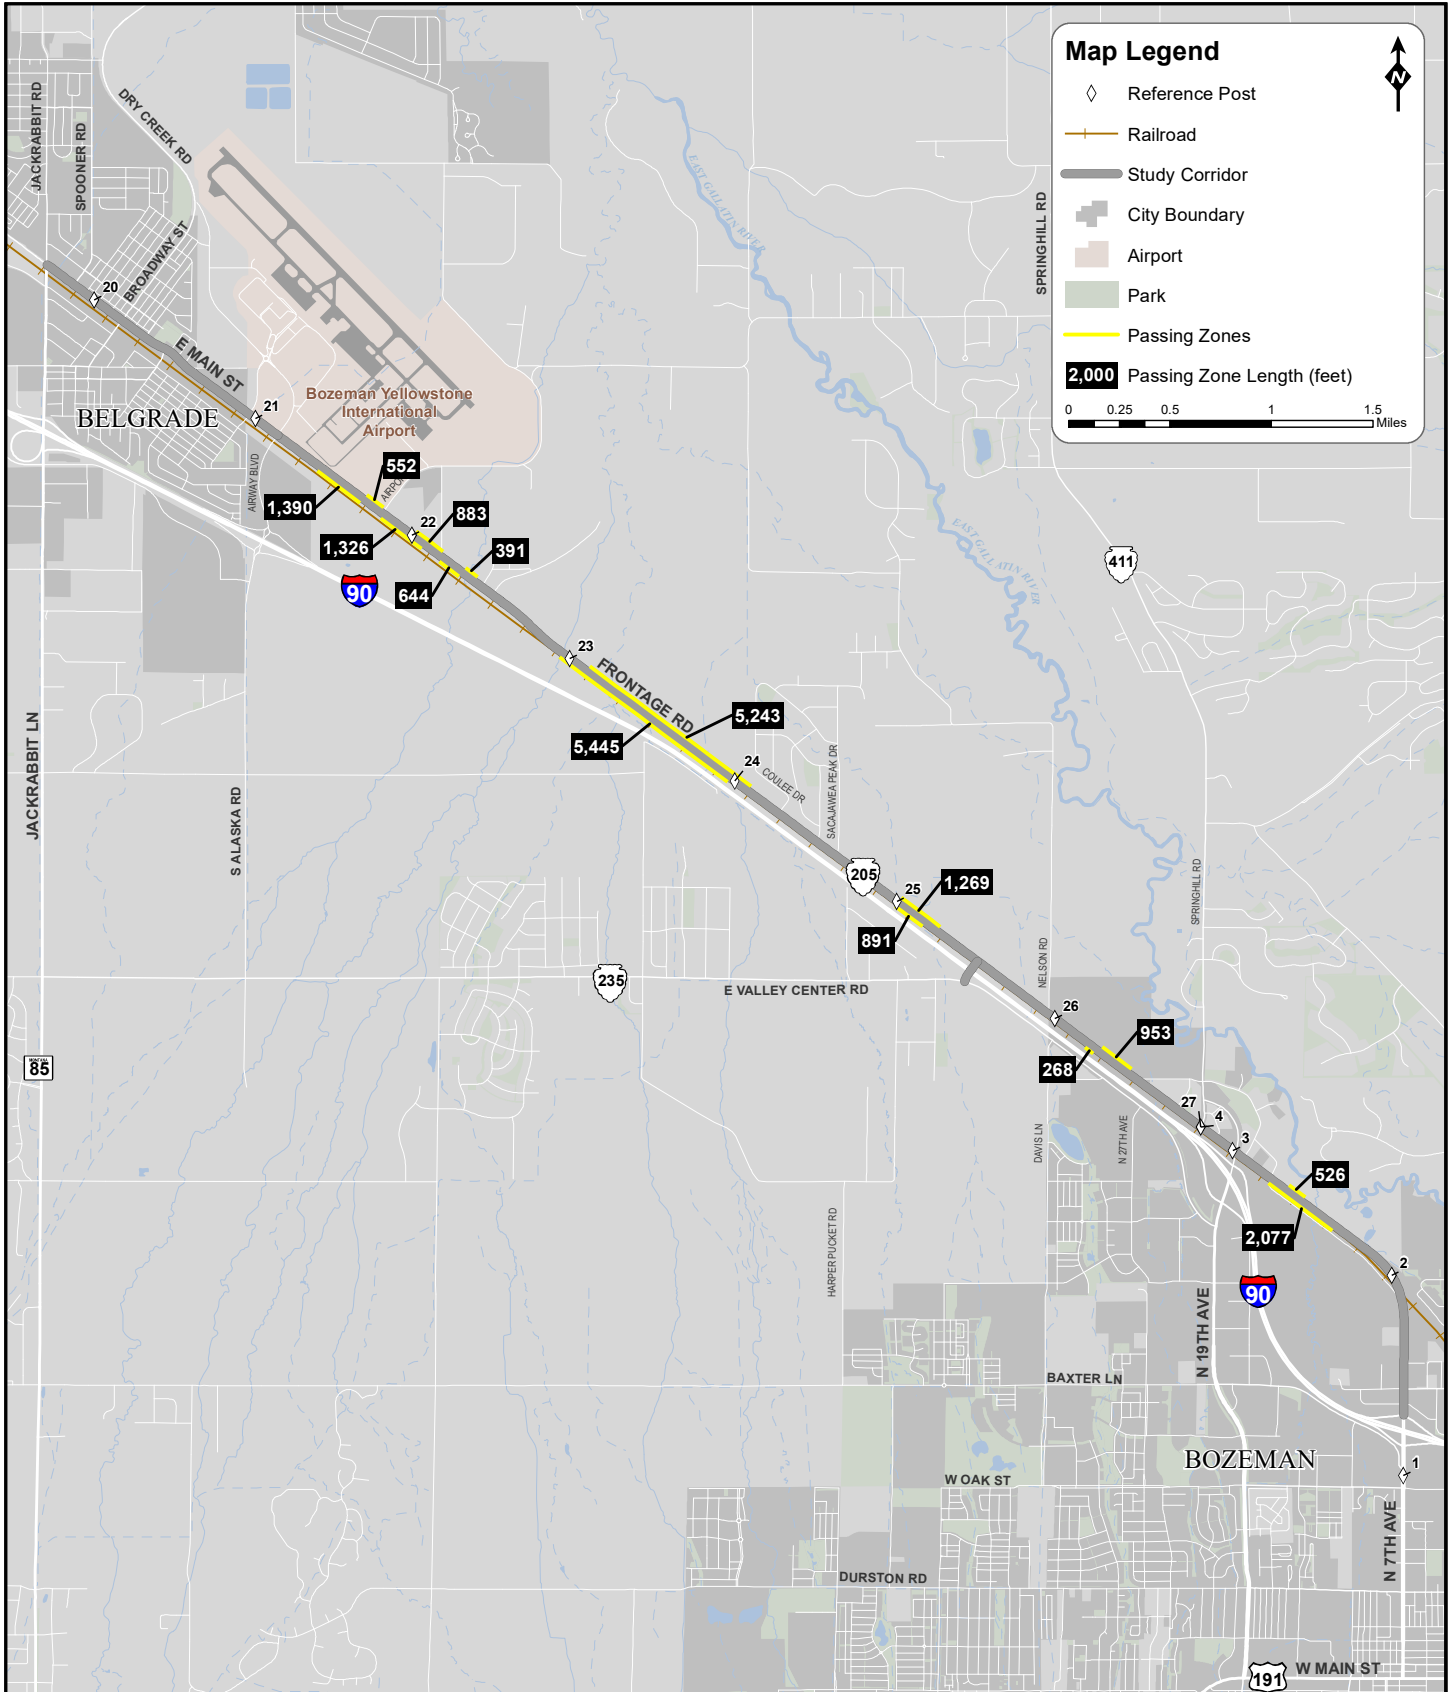 Map Legend
N
Reference Post
Railroad
Study Corridor
City Boundary
Airport
Park
Passing Zones
2,000 Passing Zone Length (feet)
0 0.25 0.5 1 1.5
Miles
JACKRABBIT RD
SPOONER RD
DRY CREEK RD
BROADWAY ST
EAST GALLATIN RIVER
SPRINGHILL RD
20
E MAIN ST
Bozeman Yellowstone
International
Airport
BELGRADE
21
AIRWAY BLVD
552
1,390
22
883
1,326
391
90
644
EAST GALLATIN RIVER
411
23
FRONTAGE RD
5,243
5,445
24
COULEE DR
SACAJAWEA PEAK DR
JACKRABBIT LN
S ALASKA RD
205
25
1,269
891
SPRINGHILL RD
NELSON RD
235
E VALLEY CENTER RD
26
953
268
MONTANA
85
27
4
3
DAVIS LN
N 27TH AVE
526
2,077
HARPER PUCKET RD
2
90
N 19TH AVE
BAXTER LN
BOZEMAN
W OAK ST
1
N 7TH AVE
DURSTON RD
191
W MAIN ST